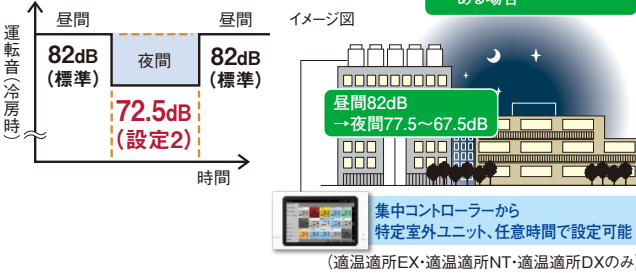 昼間
昼間
運転音(冷房時)
82dB
(標準)
夜間
82dB
(標準)
72.5dB
(設定2)
時間
イメージ図
ある場合
昼間82dB
→夜間77.5～67.5dB
集中コントローラーから
特定室外ユニット、任意時間で設定可能
(適温適所EX・適温適所NT・適温適所DXのみ